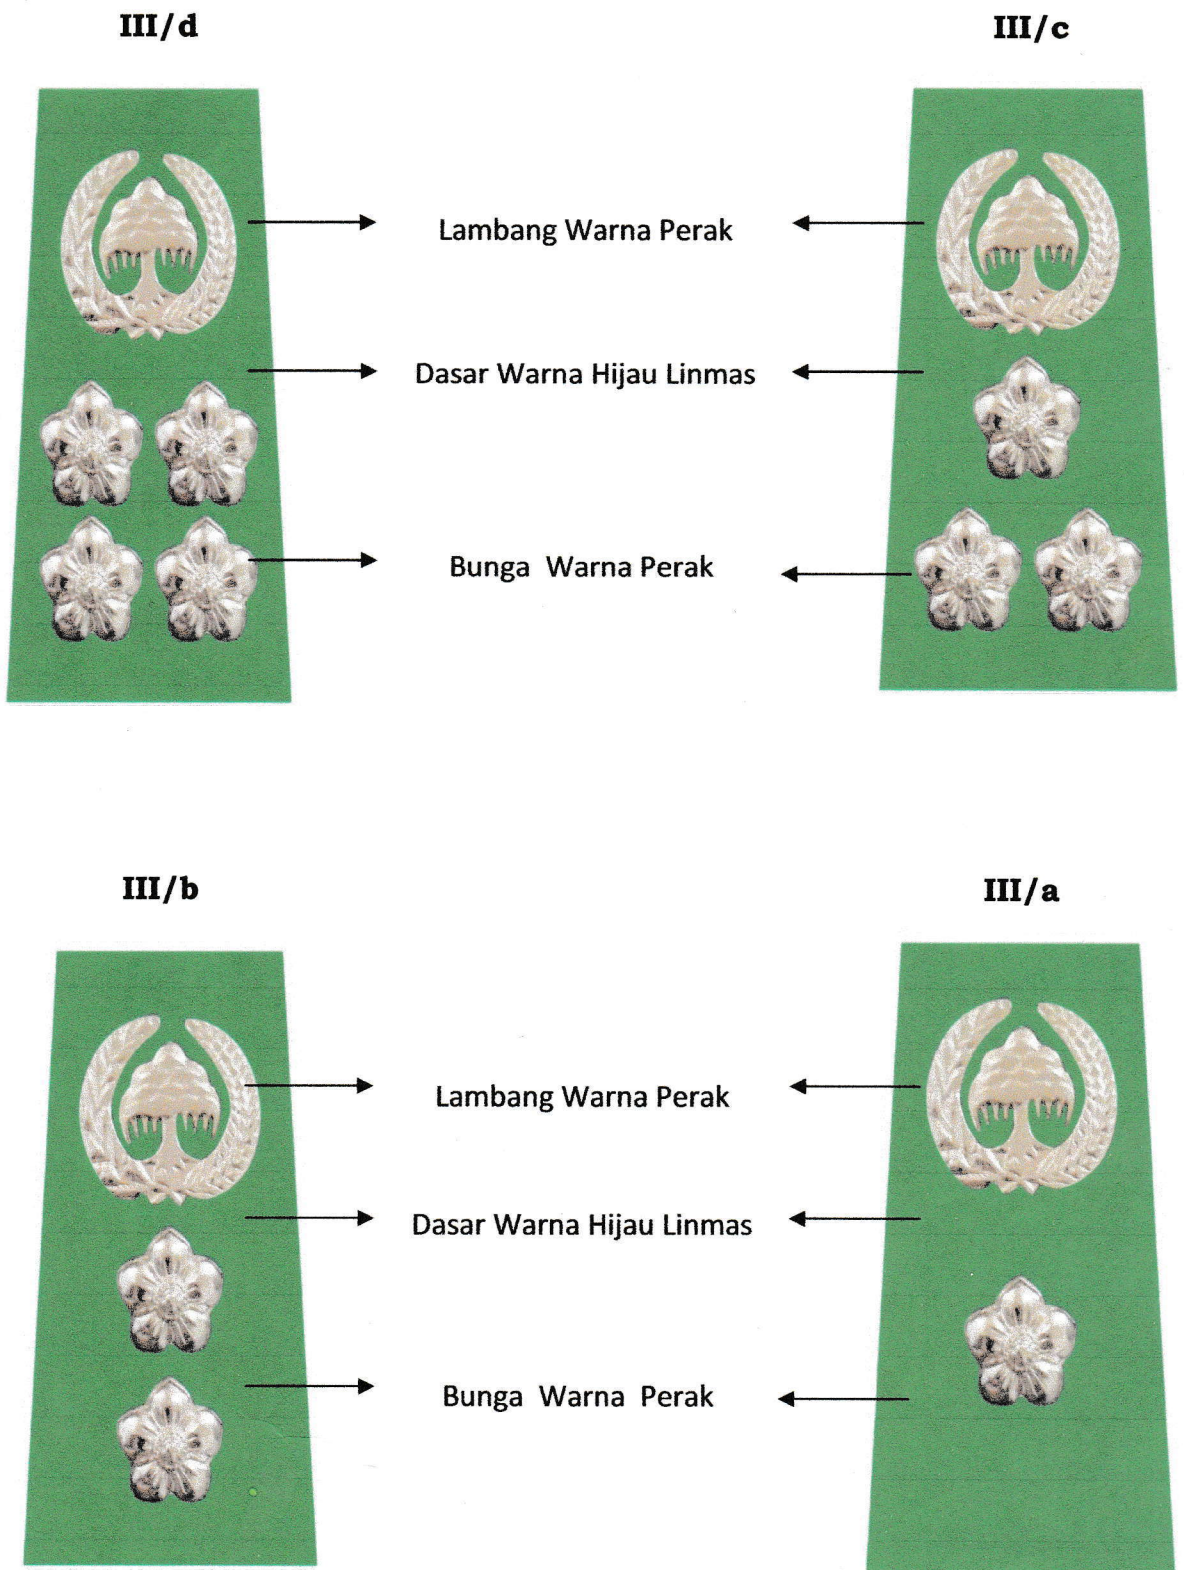 III/d
III/c
Lambang Warna Perak
Dasar Warna Hijau Linmas
Bunga Warna Perak
III/b
III/a
Lambang Warna Perak
Dasar Warna Hijau Linmas
Bunga Warna Perak